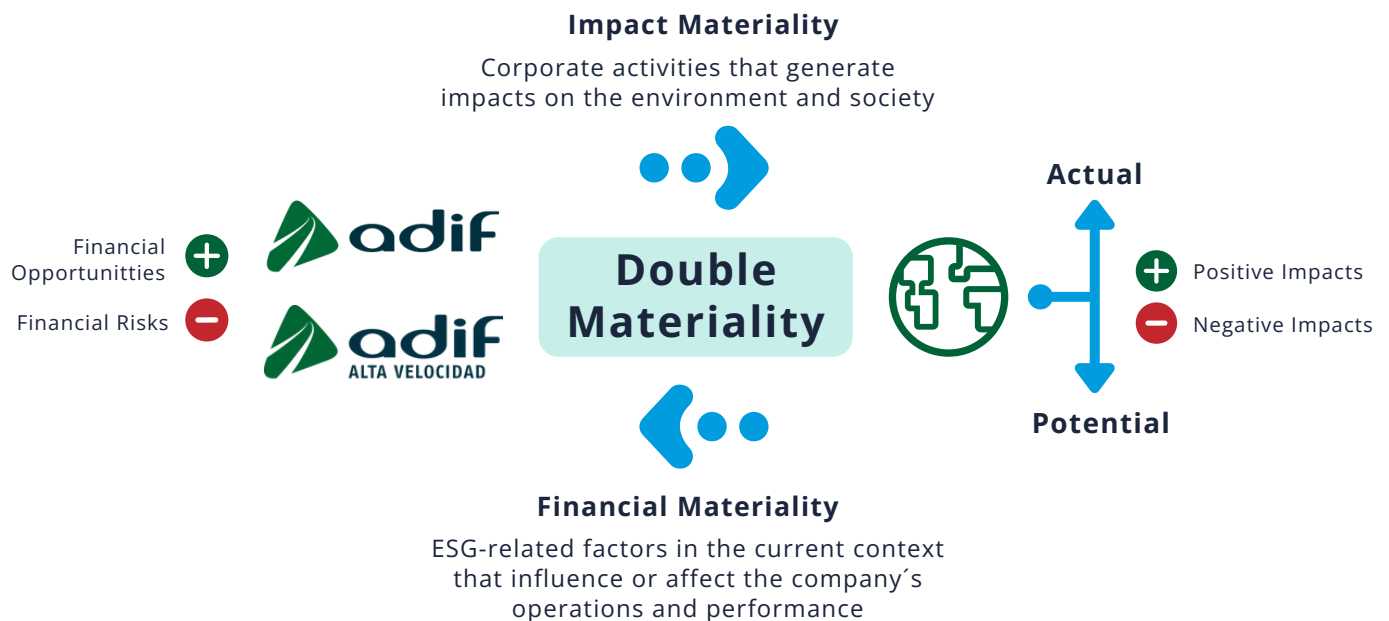 Impact Materiality
Corporate activities that generate
impacts on the environment and society
Actual
Financial
Opportunitties
Financial Risks
adif
adif
ALTA VELOCIDAD
Double
Materiality
Positive Impacts
Negative Impacts
Potential
Financial Materiality
ESG-related factors in the current context
that influence or affect the company´s
operations and performance